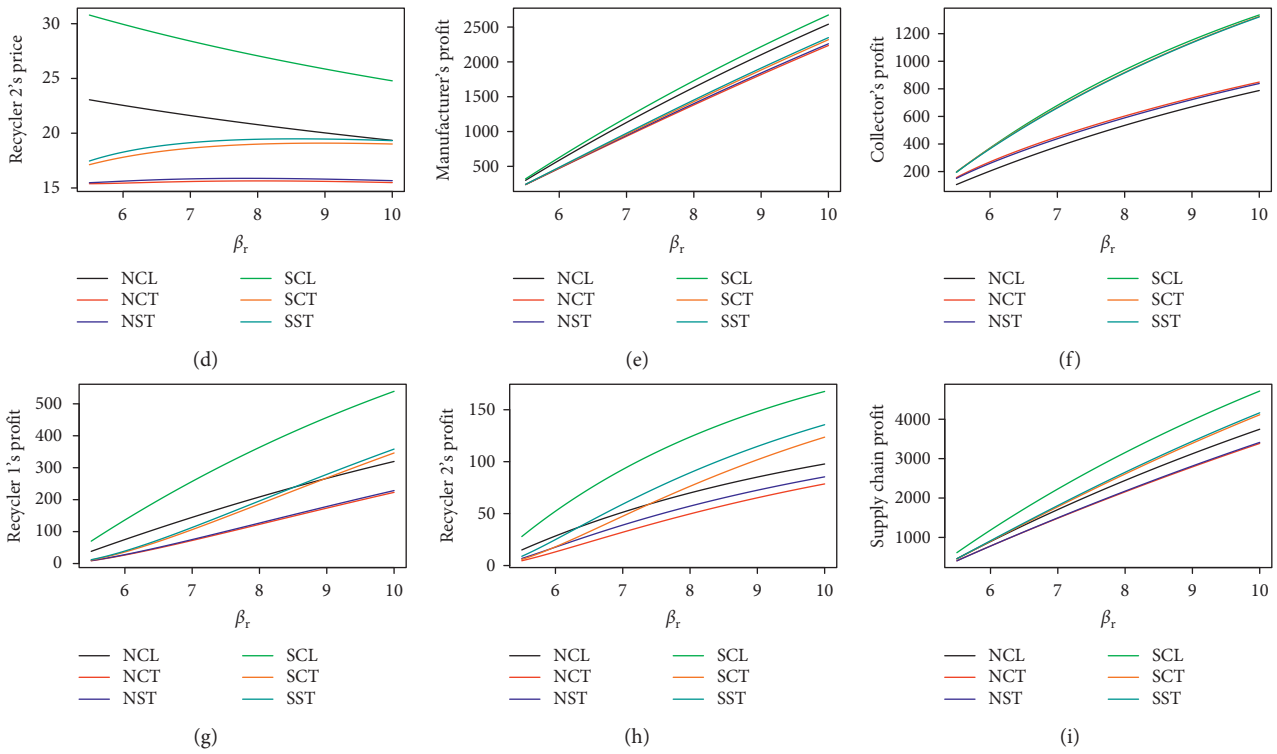 30
25
20
15
Recycler 2's price
6 7 8 9 10
βr
NCL SCL
NCT SCT
NST SST
(d)
2500
2000
1500
1000
500
Manufacturer's profit
6 7 8 9 10
βr
NCL SCL
NCT SCT
NST SST
(e)
1200
1000
800
600
400
200
Collector's profit
6 7 8 9 10
βr
NCL SCL
NCT SCT
NST SST
(f)
500
400
300
200
100
0
Recycler 1's profit
6 7 8 9 10
βr
NCL SCL
NCT SCT
NST SST
(g)
150
100
50
0
Recycler 2's profit
6 7 8 9 10
βr
NCL SCL
NCT SCT
NST SST
(h)
4000
3000
2000
1000
Supply chain profit
6 7 8 9 10
βr
NCL SCL
NCT SCT
NST SST
(i)